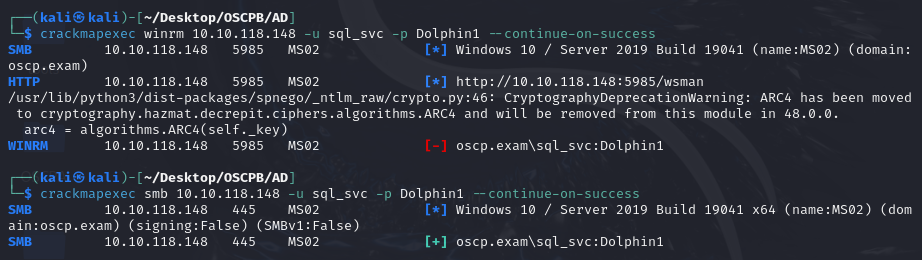 ┌──(kali㉿kali)-[~/Desktop/OSCPB/AD]
└─$ crackmapexec winrm 10.10.118.148 -u sql_svc -p Dolphin1 --continue-on-success
SMB         10.10.118.148   5985   MS02             [*] Windows 10 / Server 2019 Build 19041 (name:MS02) (domain:
oscp.exam)
HTTP        10.10.118.148   5985   MS02             [*] http://10.10.118.148:5985/wsman
/usr/lib/python3/dist-packages/spnego/_ntlm_raw/crypto.py:46: CryptographyDeprecationWarning: ARC4 has been moved
 to cryptography.hazmat.decrepit.ciphers.algorithms.ARC4 and will be removed from this module in 48.0.0.
  arc4 = algorithms.ARC4(self._key)
WINRM       10.10.118.148   5985   MS02             [-] oscp.exam\sql_svc:Dolphin1
┌──(kali㉿kali)-[~/Desktop/OSCPB/AD]
└─$ crackmapexec smb 10.10.118.148 -u sql_svc -p Dolphin1 --continue-on-success
SMB         10.10.118.148   445    MS02             [*] Windows 10 / Server 2019 Build 19041 x64 (name:MS02) (dom
ain:oscp.exam) (signing:False) (SMBv1:False)
SMB         10.10.118.148   445    MS02             [+] oscp.exam\sql_svc:Dolphin1